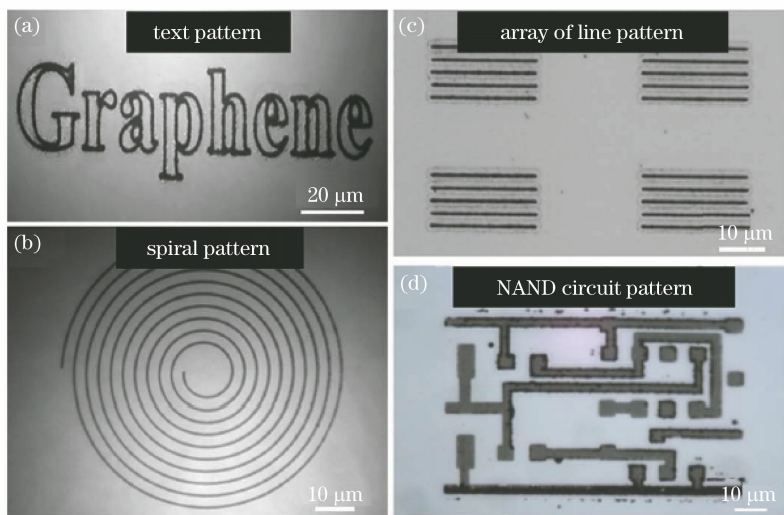 (a)
text pattern
Graphene
20 μm
(b)
spiral pattern
10 μm
(c)
array of line pattern
10 μm
(d)
NAND circuit pattern
10 μm